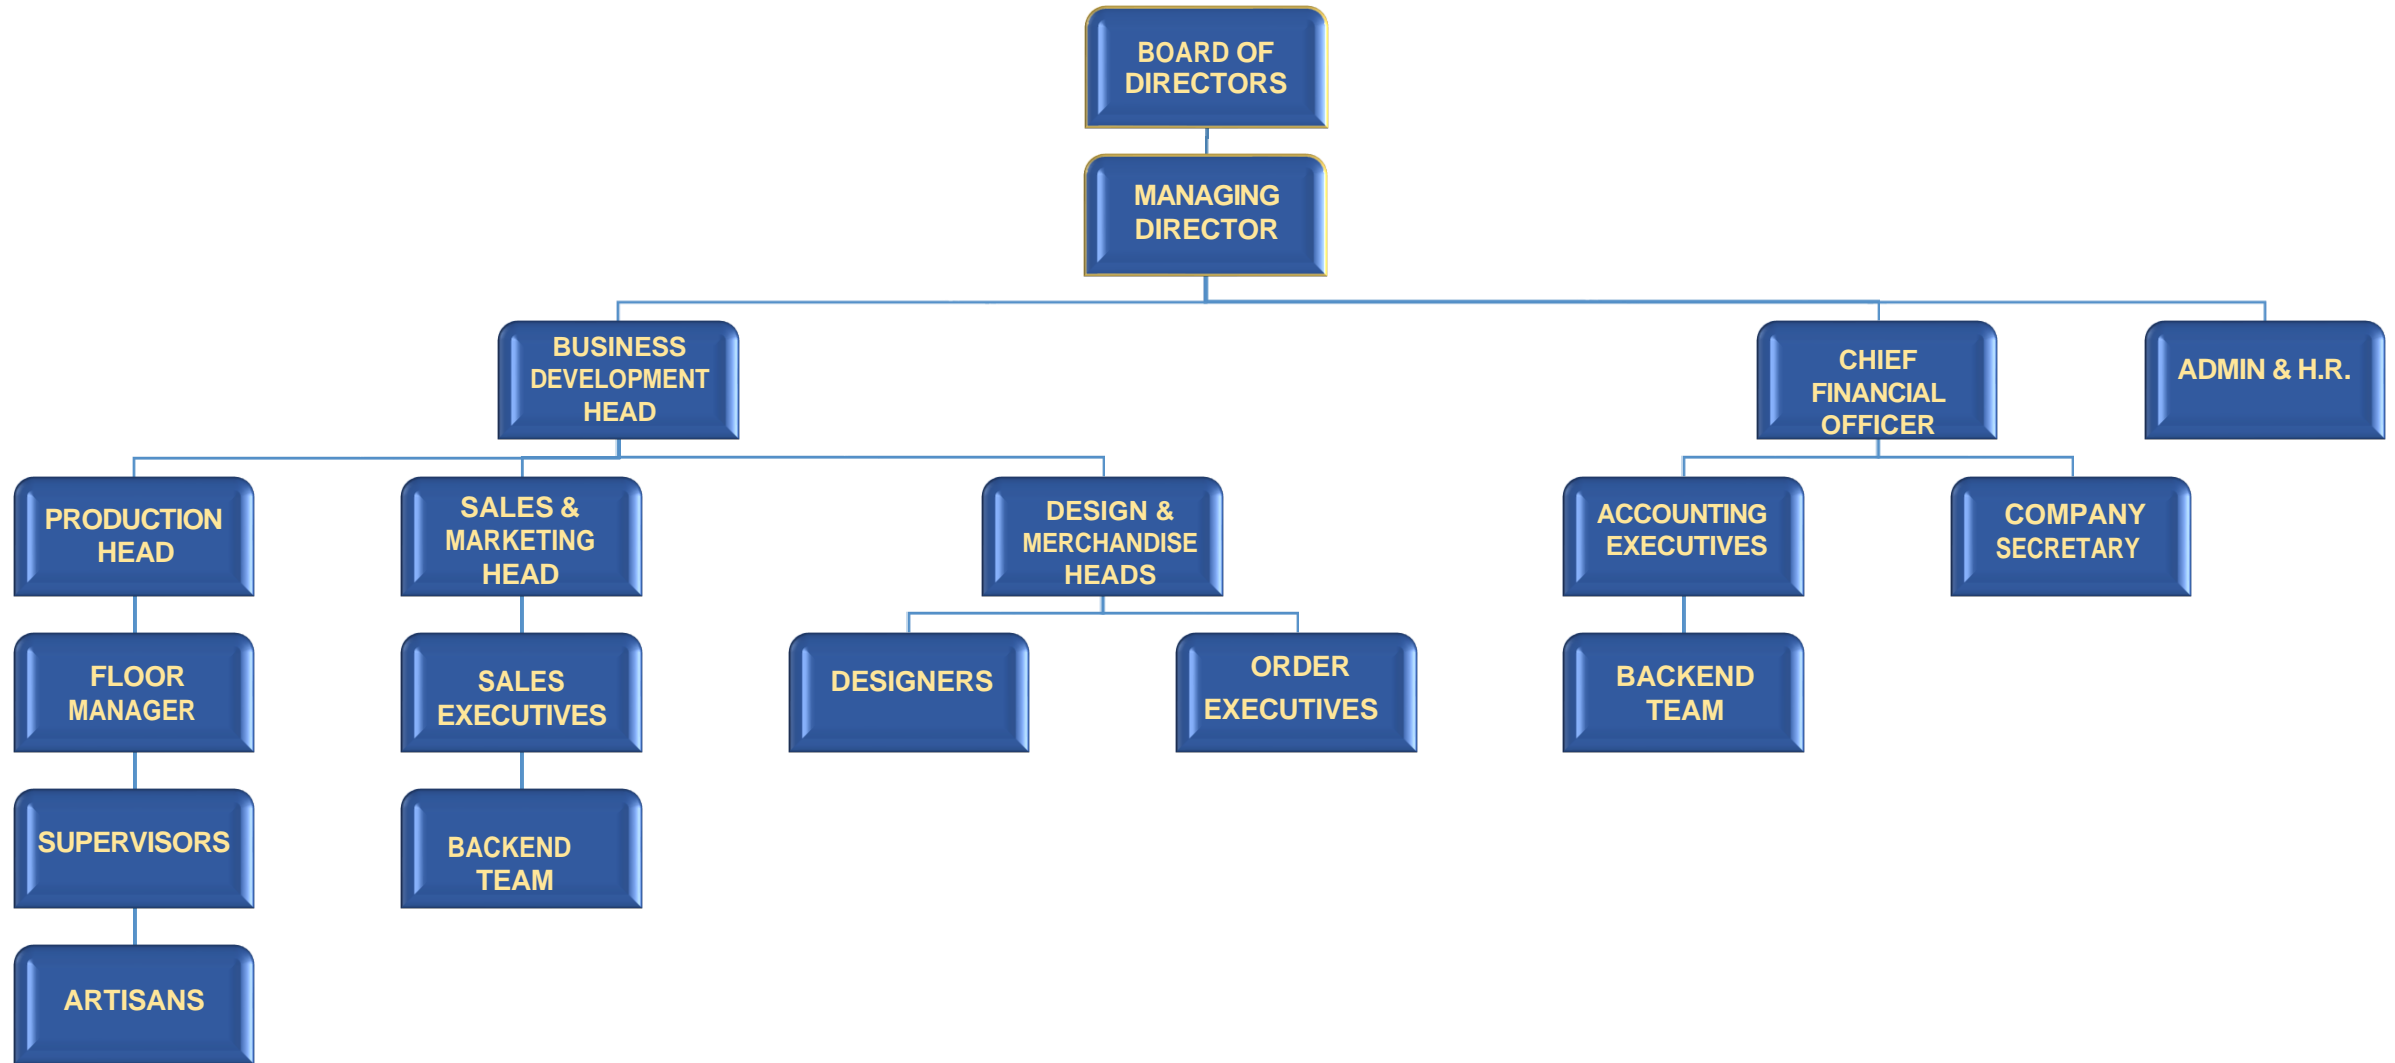 BOARD OF
DIRECTORS
MANAGING
DIRECTOR
BUSINESS
DEVELOPMENT
HEAD
CHIEF
FINANCIAL
OFFICER
ADMIN & H.R.
PRODUCTION
HEAD
SALES &
MARKETING
HEAD
DESIGN &
MERCHANDISE
HEADS
ACCOUNTING
EXECUTIVES
COMPANY
SECRETARY
FLOOR
MANAGER
SALES
EXECUTIVES
DESIGNERS
ORDER
EXECUTIVES
BACKEND
TEAM
SUPERVISORS
BACKEND
TEAM
ARTISANS